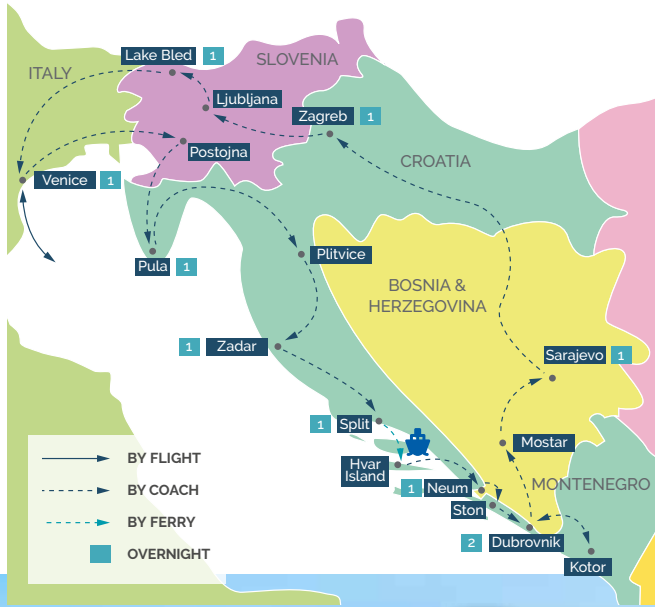 Lake Bled 1
SLOVENIA
ITALY
Ljubljana
Zagreb 1
Postojna
CROATIA
Venice 1
Plitvice
Pula 1
BOSNIA &
HERZEGOVINA
1 Zadar
Sarajevo 1
1 Split
Mostar
Hvar
Island
1 Neum
MONTENEGRO
Ston
2 Dubrovnik
Kotor
BY FLIGHT
BY COACH
BY FERRY
OVERNIGHT